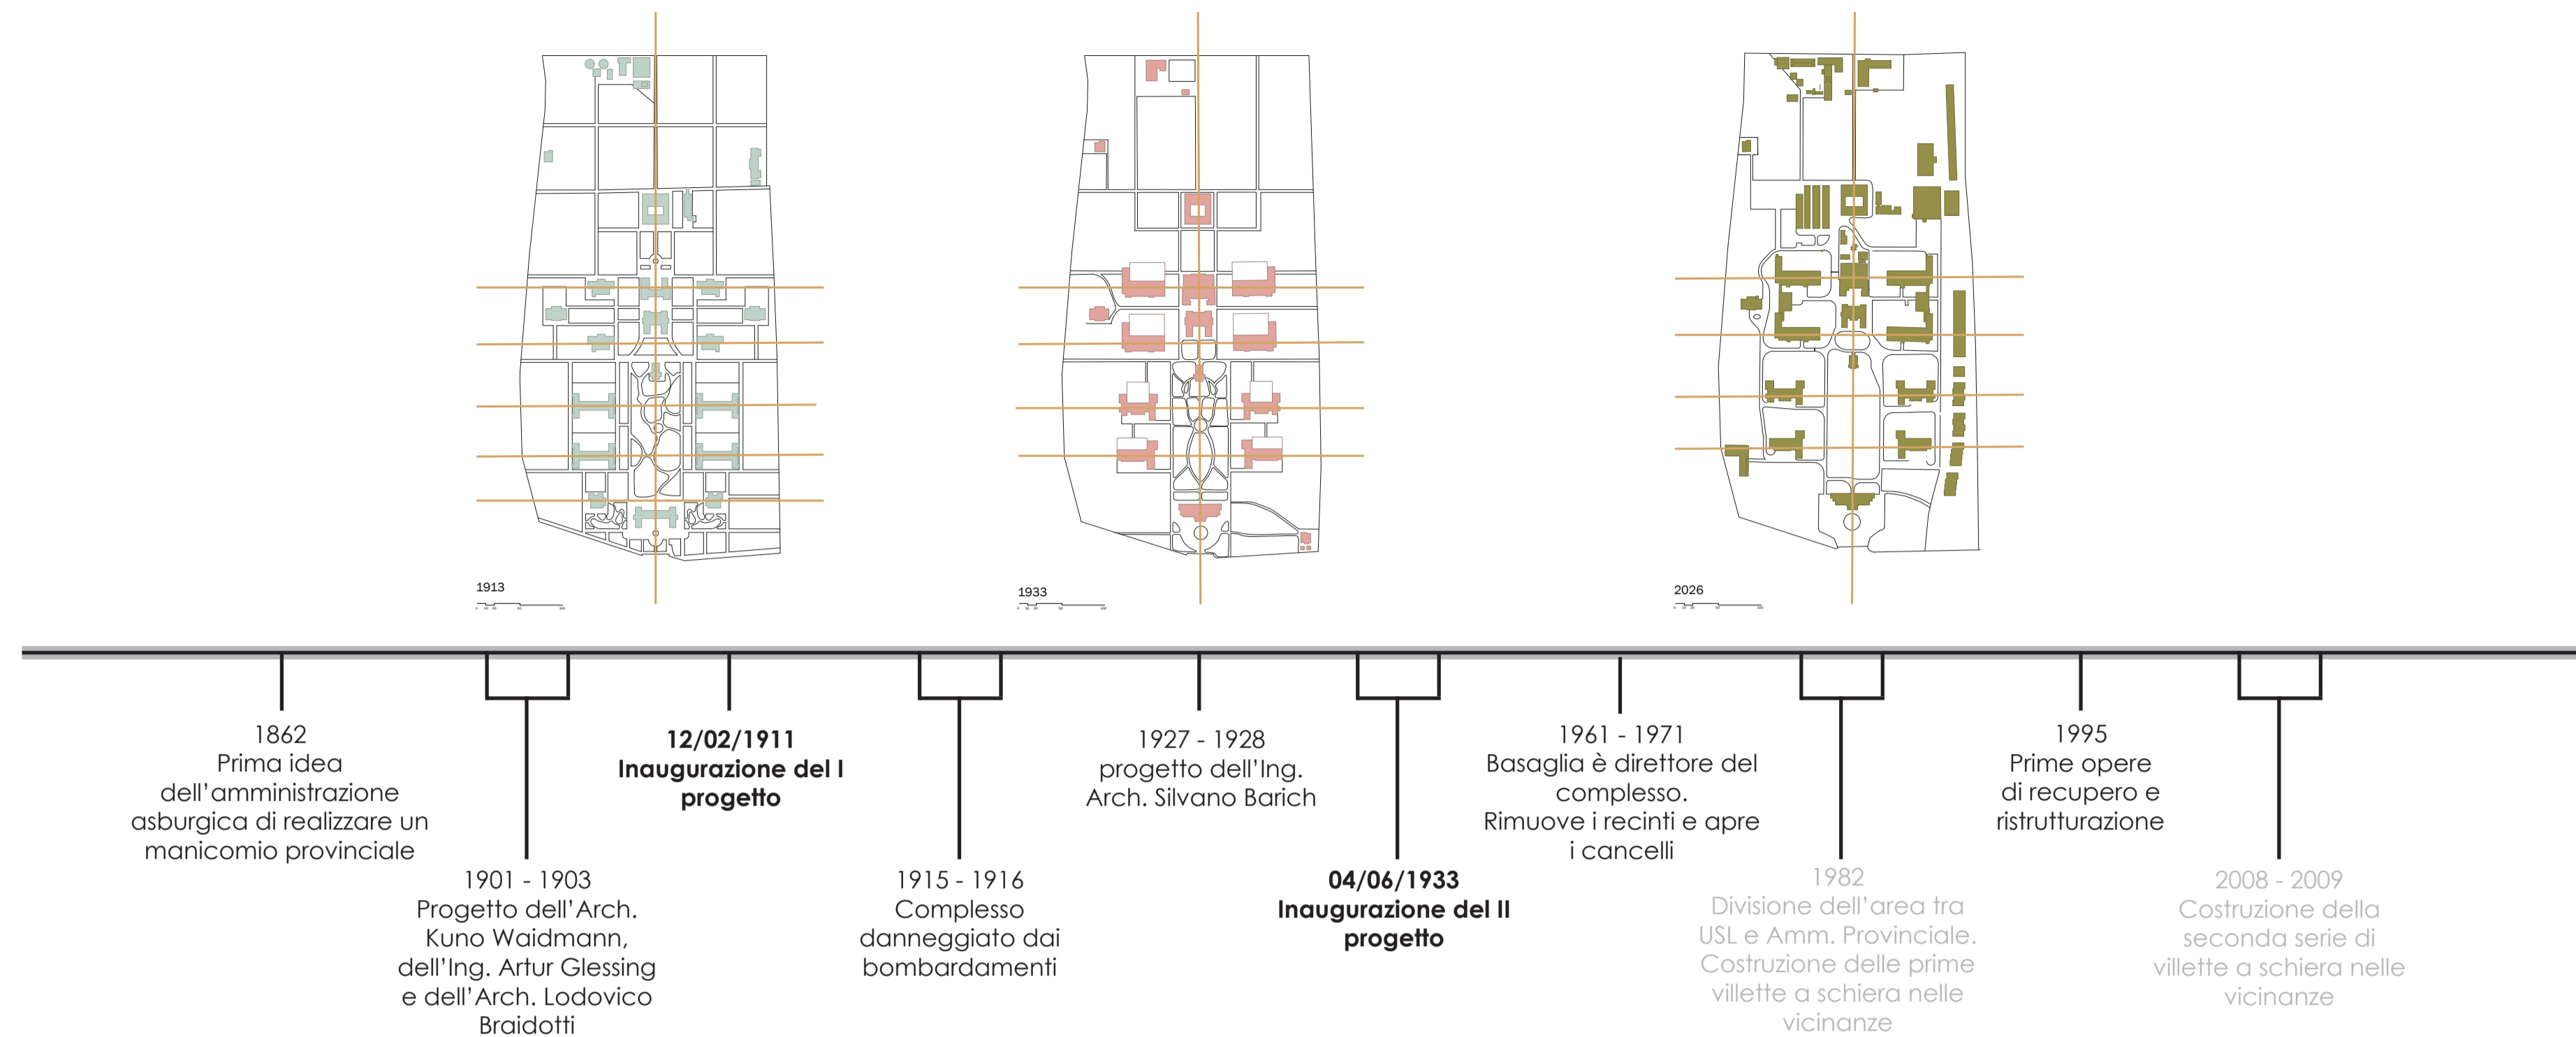 1913
1933
2026
1862
Prima idea
dell'amministrazione
asburgica di realizzare un
manicomio provinciale
1901 - 1903
Progetto dell'Arch.
Kuno Waidmann,
dell'Ing. Artur Glessing
e dell'Arch. Lodovico
Braidotti
12/02/1911
Inaugurazione del I
progetto
1915 - 1916
Complesso
danneggiato dai
bombardamenti
1927 - 1928
progetto dell'Ing.
Arch. Silvano Barich
04/06/1933
Inaugurazione del II
progetto
1961 - 1971
Basaglia è direttore del
complesso.
Rimuove i recinti e apre
i cancelli
1982
Divisione dell'area tra
USL e Amm. Provinciale.
Costruzione delle prime
villette a schiera nelle
vicinanze
1995
Prime opere
di recupero e
ristrutturazione
2008 - 2009
Costruzione della
seconda serie di
villette a schiera nelle
vicinanze